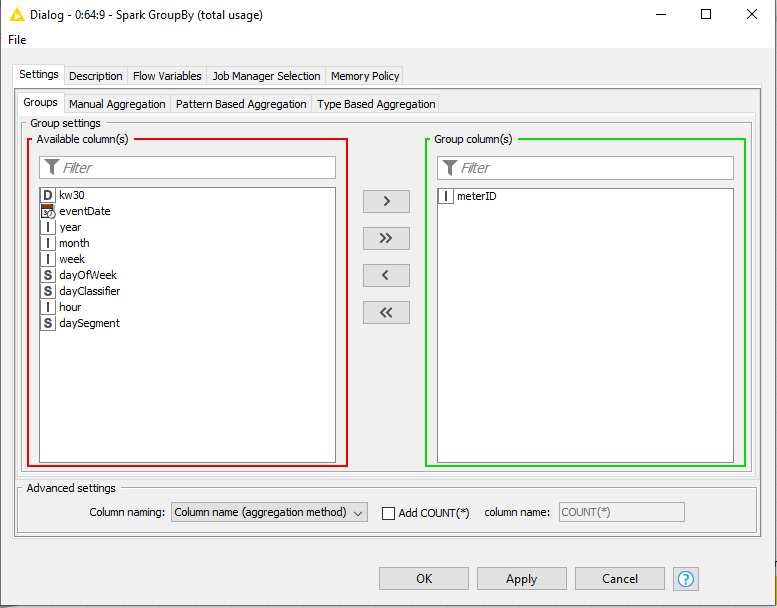 Dialog - 0:64:9 - Spark GroupBy (total usage)
File
Settings Description Flow Variables Job Manager Selection Memory Policy
Groups Manual Aggregation Pattern Based Aggregation Type Based Aggregation
Group settings
Available column(s)
Group column(s)
Filter
Filter
D kw30
eventDate
I year
I month
I week
S dayOfWeek
S dayClassifier
I hour
S daySegment
>
>>
<
<<
I meterID
Advanced settings
Column naming: Column name (aggregation method) Add COUNT(*) column name: COUNT(*)
OK Apply Cancel ?